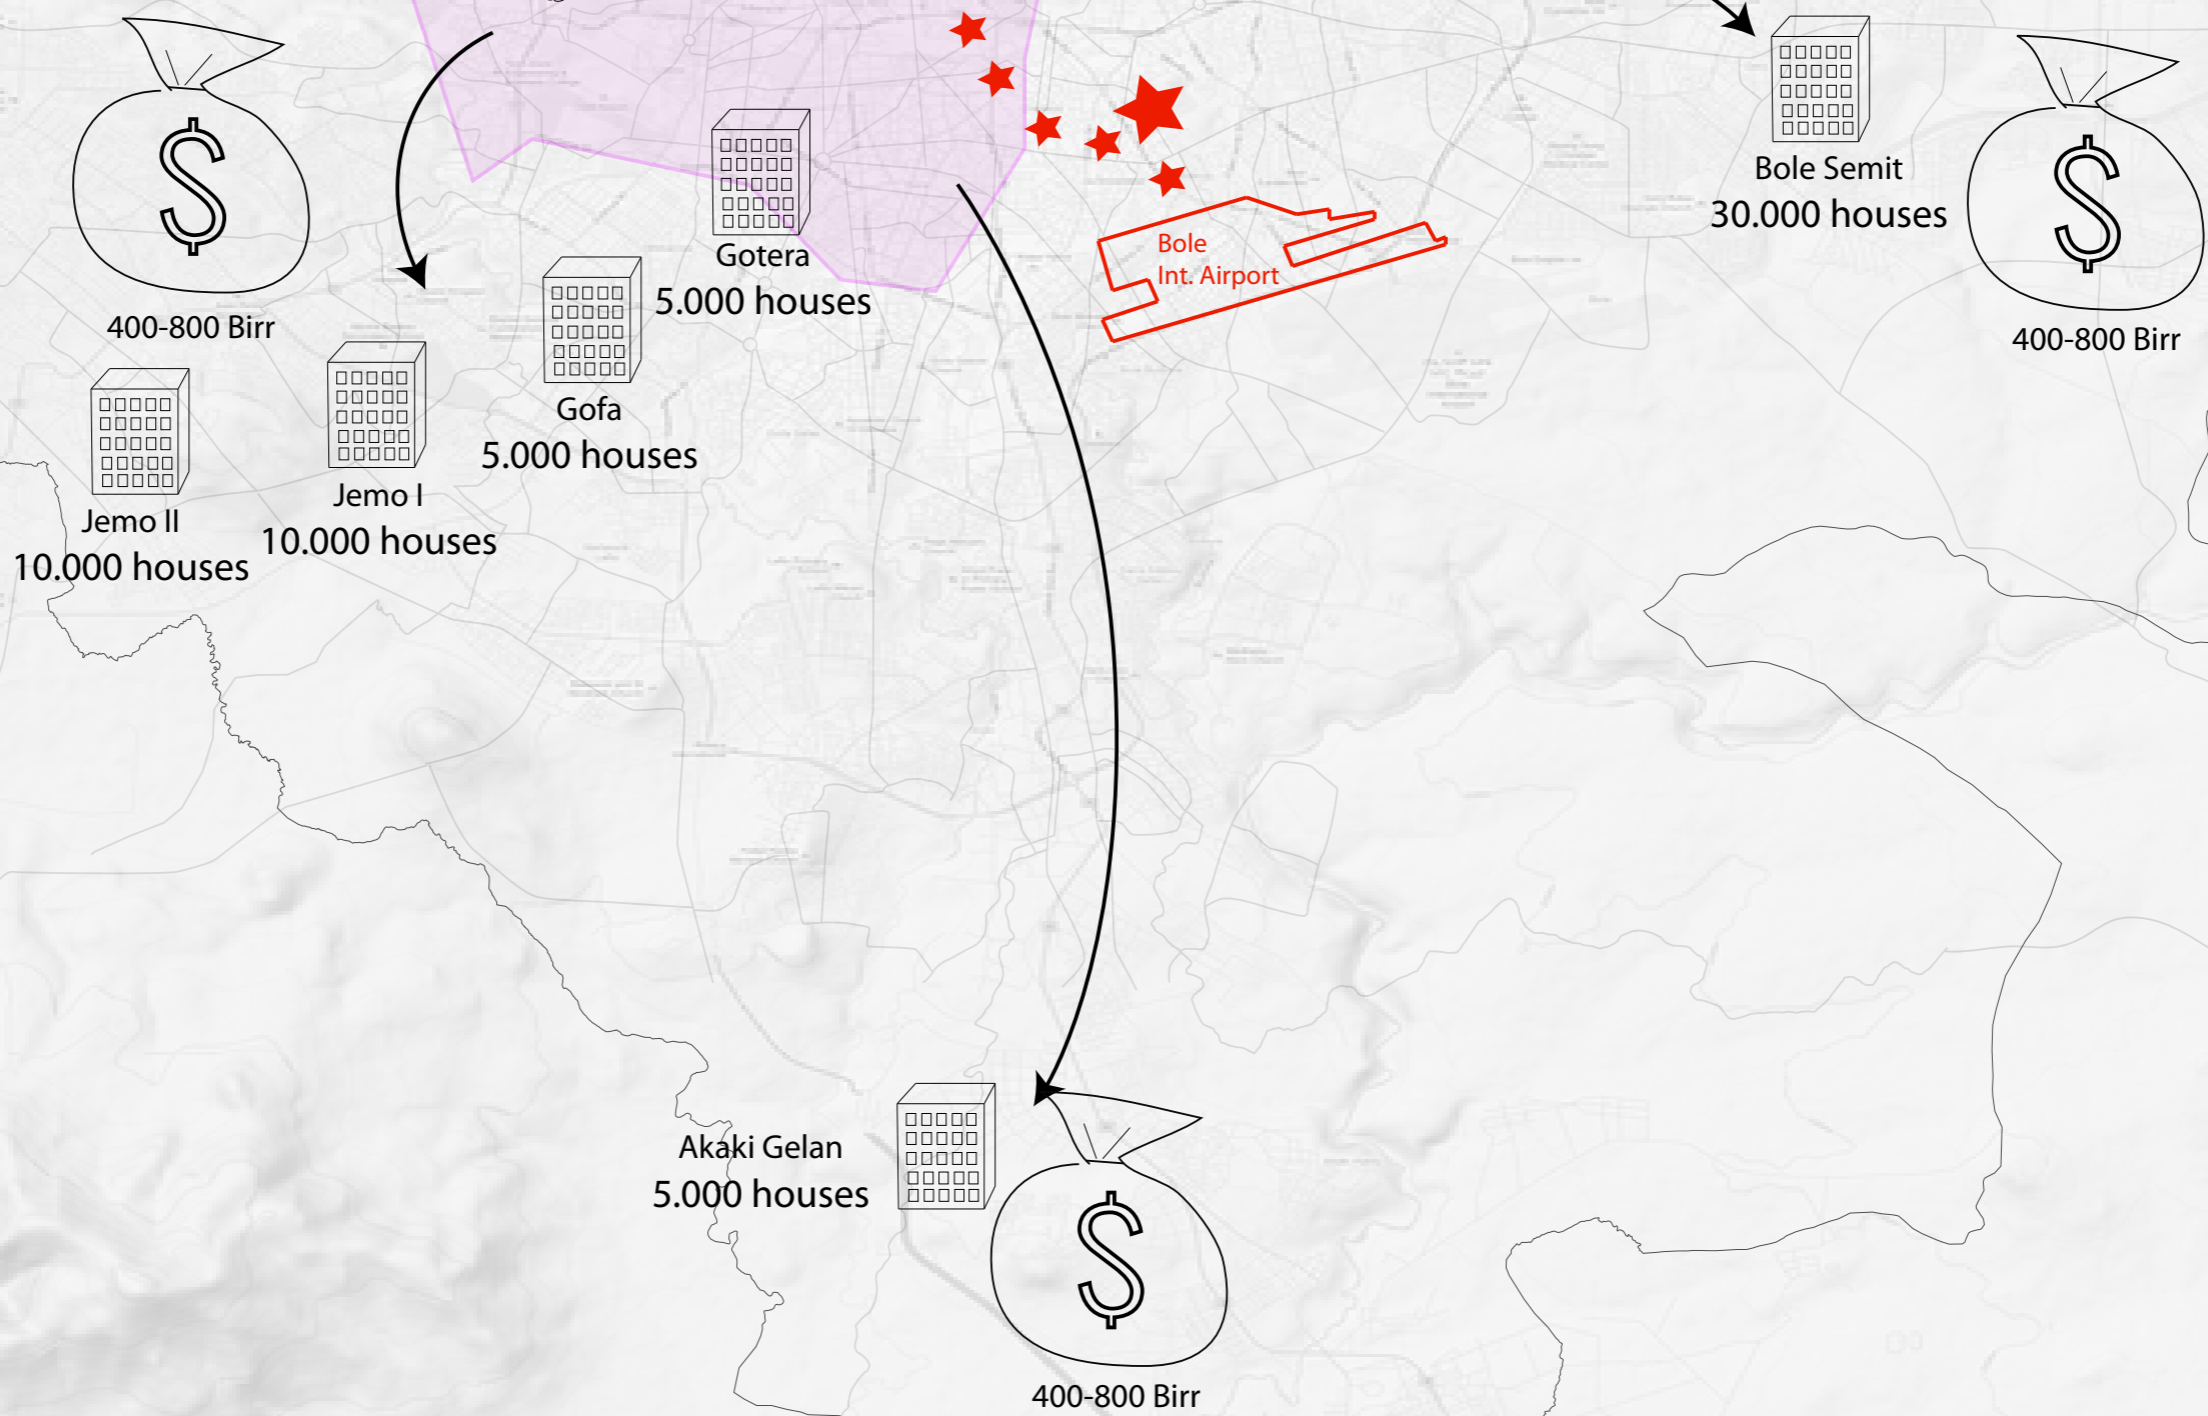 $
400-800 Birr
Gotera
5.000 houses
Bole Semit
30.000 houses
$
400-800 Birr
Bole
Int. Airport
Gofa
5.000 houses
Jemo I
10.000 houses
Jemo II
10.000 houses
Akaki Gelan
5.000 houses
$
400-800 Birr